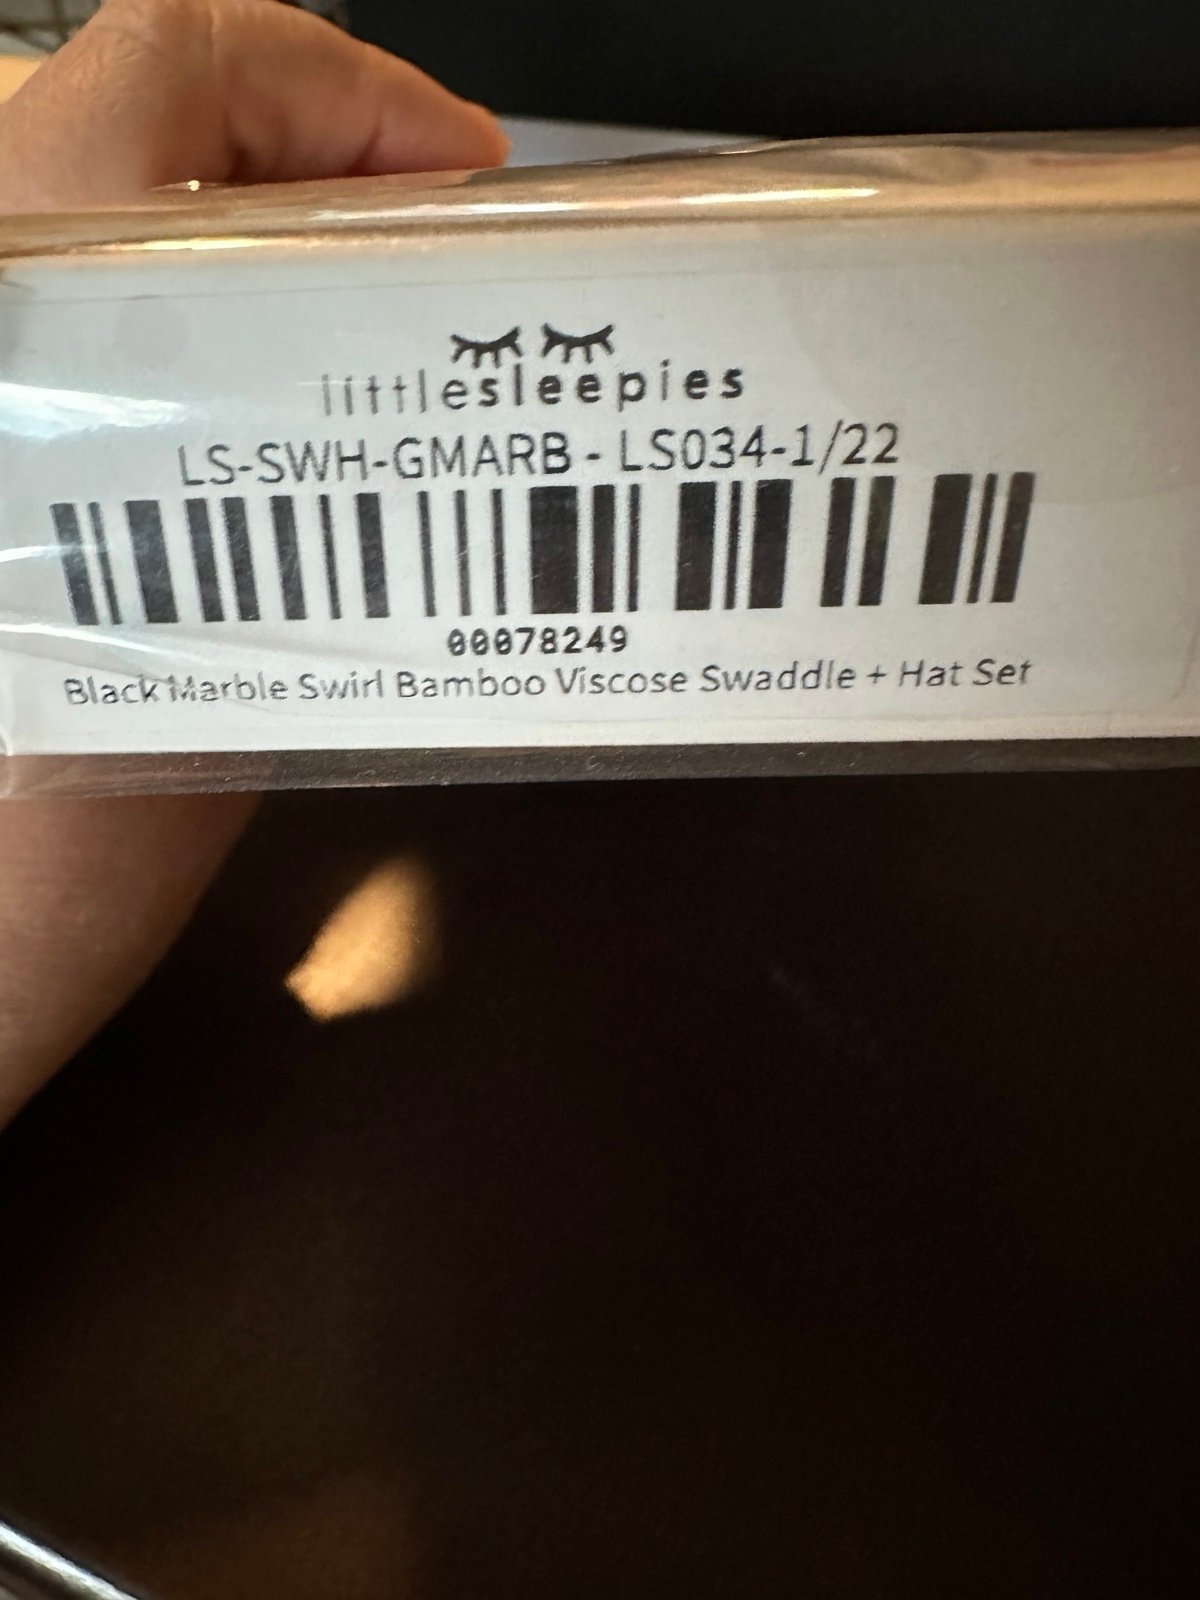 littlesleepies
LS-SWH-GMARB - LS034-1/22
00078249
Black Marble Swirl Bamboo Viscose Swaddle + Hat Set